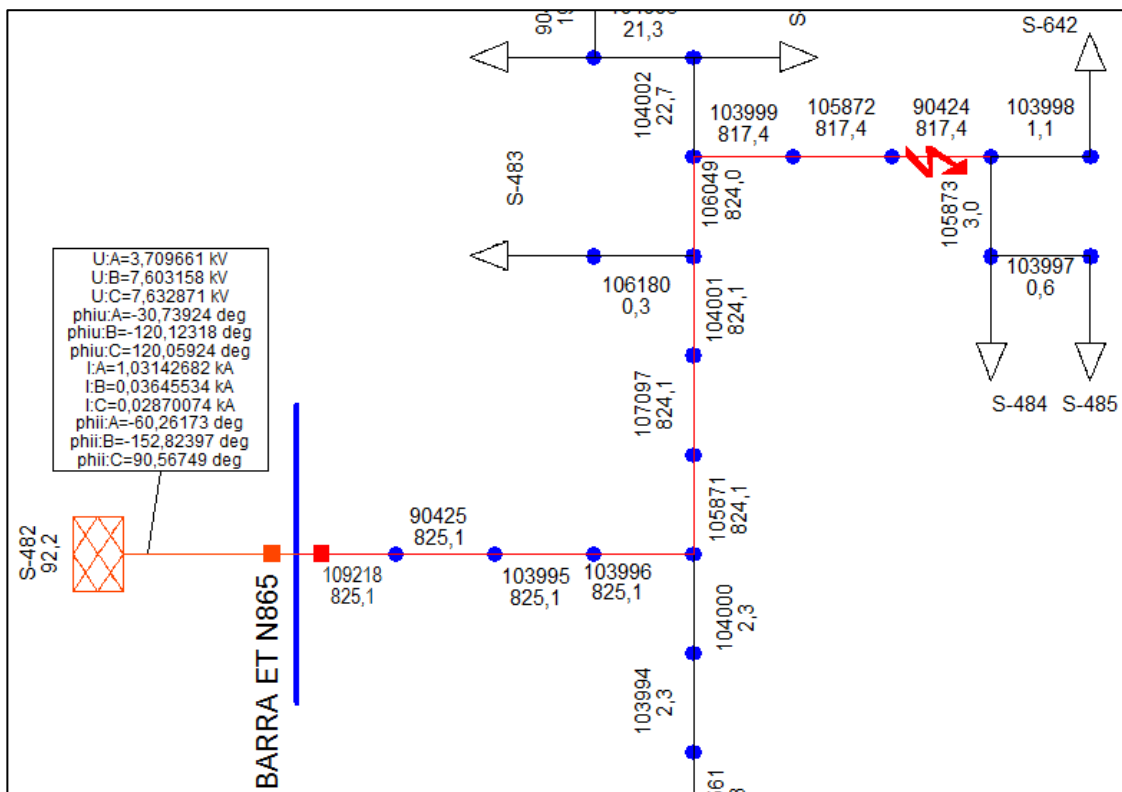 21,3
S-642
104002
22,7
103999
817,4
105872
817,4
90424
817,4
103998
1,1
S-483
106049
824,0
105873
3,0
U:A=3,709661 kV
U:B=7,603158 kV
U:C=7,632871 kV
phiu:A=-30,73924 deg
phiu:B=-120,12318 deg
phiu:C=120,05924 deg
I:A=1,03142682 kA
I:B=0,03645534 kA
I:C=0,02870074 kA
phii:A=-60,26173 deg
phii:B=-152,82397 deg
phii:C=90,56749 deg
106180
0,3
104001
824,1
103997
0,6
107097
824,1
S-484
S-485
S-482
92,2
90425
825,1
105871
824,1
109218
825,1
103995
825,1
103996
825,1
BARRA ET N865
104000
2,3
103994
2,3